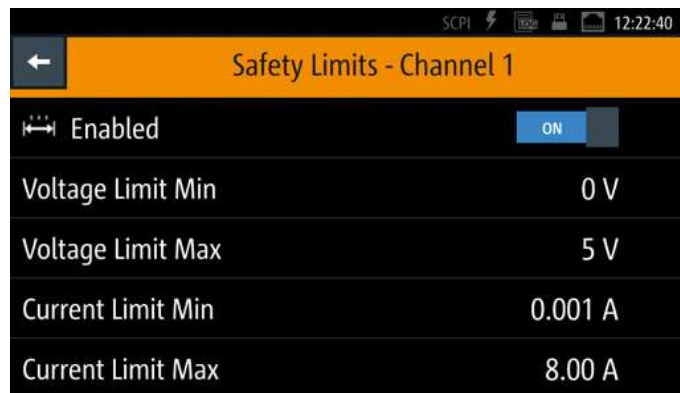 SCPI 12:22:40
Safety Limits - Channel 1
Enabled ON
Voltage Limit Min 0 V
Voltage Limit Max 5 V
Current Limit Min 0.001 A
Current Limit Max 8.00 A